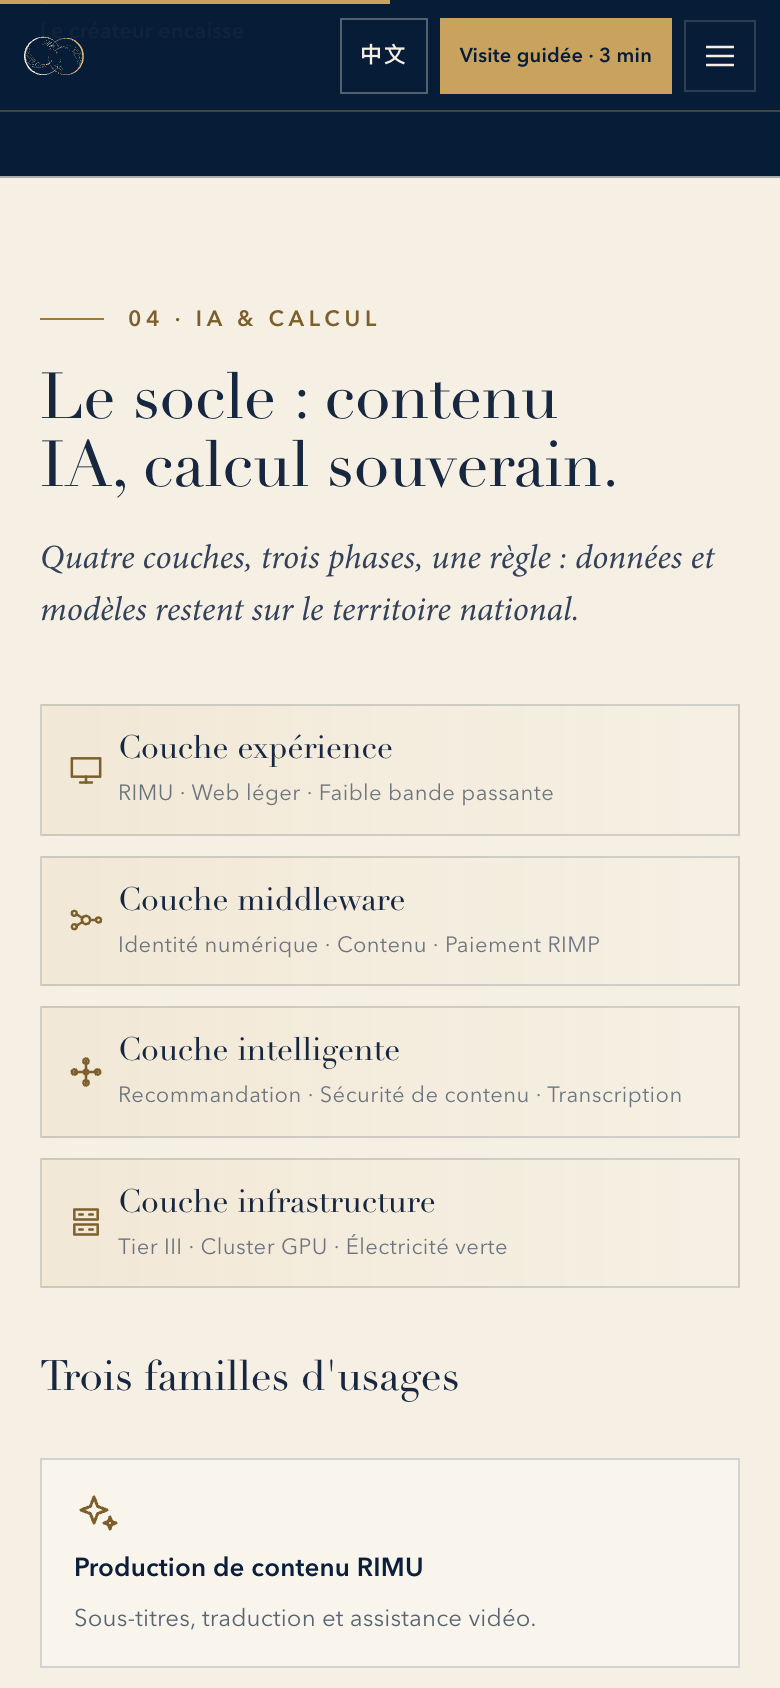 Le créateur encaisse
中文
Visite guidée · 3 min
04 · IA & CALCUL
Le socle : contenu
IA, calcul souverain.
Quatre couches, trois phases, une règle : données et
modèles restent sur le territoire national.
Couche expérience
RIMU · Web léger · Faible bande passante
Couche middleware
Identité numérique · Contenu · Paiement RIMP
Couche intelligente
Recommandation · Sécurité de contenu · Transcription
Couche infrastructure
Tier III · Cluster GPU · Électricité verte
Trois familles d'usages
Production de contenu RIMU
Sous-titres, traduction et assistance vidéo.